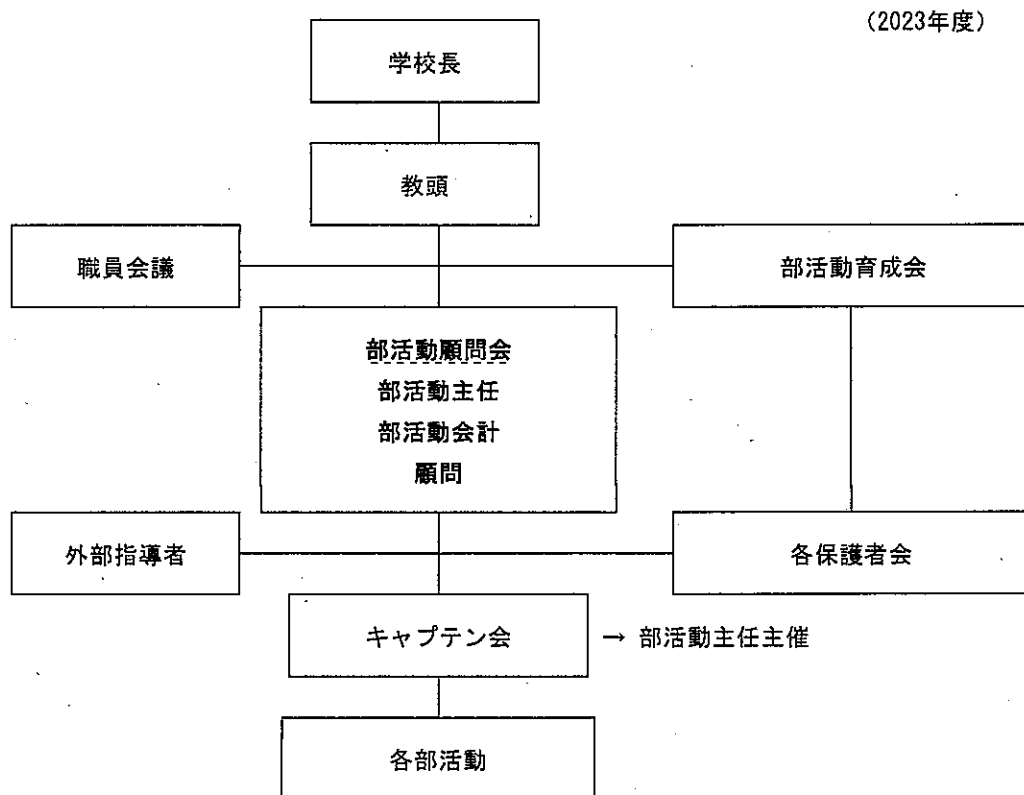 (2023年度)
学校長
教頭
職員会議
部活動育成会
部活動顧問会
部活動主任
部活動会計
顧問
外部指導者
各保護者会
キャプテン会
→ 部活動主任主催
各部活動